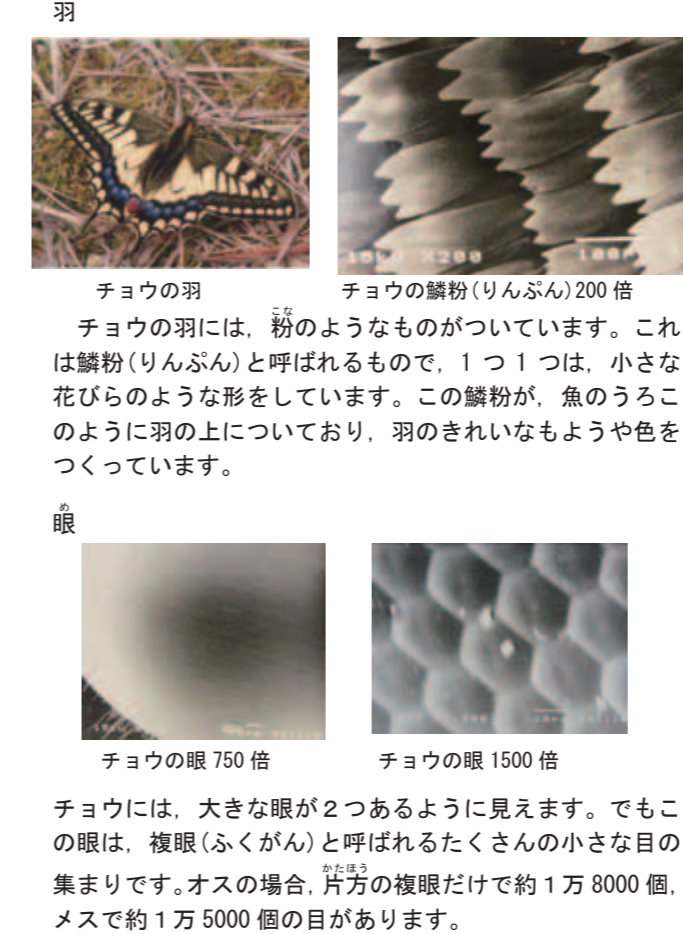 羽
15KV X200 100μ
チョウの羽
チョウの鱗粉(りんぷん)200 倍
チョウの羽には，粉のようなものがついています。これ
は鱗粉(りんぷん)と呼ばれるもので，1 つ 1 つは，小さな
花びらのような形をしています。この鱗粉が，魚のうろこ
のように羽の上についており，羽のきれいなもようや色を
つくっています。
眼
チョウの眼 750 倍
チョウの眼 1500 倍
チョウには，大きな眼が２つあるように見えます。でもこ
の眼は，複眼(ふくがん)と呼ばれるたくさんの小さな目の
集まりです。オスの場合，片方の複眼だけで約１万 8000 個，
メスで約１万 5000 個の目があります。